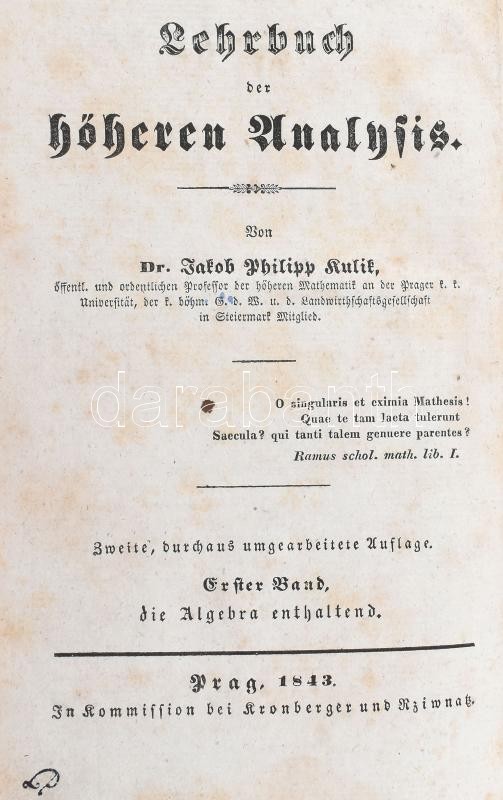 Lehrbuch
der
höheren Analysis.
Von
Dr. Jakob Philipp Kulik,
öffentl. und ordentlichen Professor der höheren Mathematik an der Prager k. k.
Universität, der k. böhm. G. d. W. u. d. Landwirthschaftsgesellschaft
in Steiermark Mitglied.
O singularis et eximia Mathesis!
Quae te tam laeta tulerunt
Saecula? qui tanti talem genuere parentes?
Ramus schol. math. lib. I.
Zweite, durchaus umgearbeitete Auflage.
Erster Band,
die Algebra enthaltend.
Prag, 1843.
In Kommission bei Kronberger und Rziwnatz.